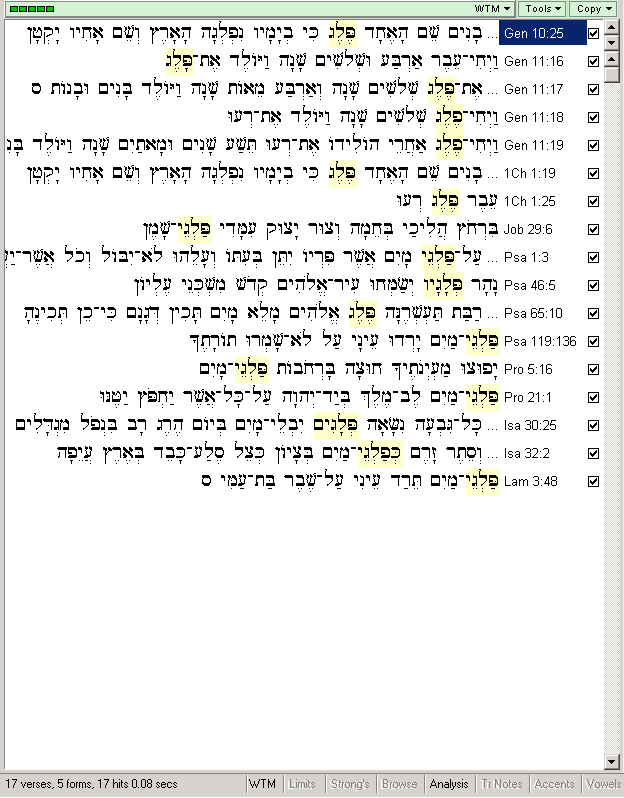 WTM Tools Copy
Gen 10:25 ... בָנִים שֵׁם הָאֶחָד פֶּלֶג כִּי בְיָמָיו נִפְלְגָה הָאָרֶץ וְשֵׁם אָחִיו יָקְטָן
Gen 11:16 וַיְחִי־עֵבֶר אַרְבַּע וּשְׁלֹשִׁים שָׁנָה וַיּוֹלֶד אֶת־פָּלֶג
Gen 11:17 ... אֶת־פֶּלֶג שְׁלֹשִׁים שָׁנָה וְאַרְבַּע מֵאוֹת שָׁנָה וַיּוֹלֶד בָּנִים וּבָנוֹת ס
Gen 11:18 וַיְחִי־פֶלֶג שְׁלֹשִׁים שָׁנָה וַיּוֹלֶד אֶת־רְעוּ
Gen 11:19 וַיְחִי־פֶלֶג אַחֲרֵי הוֹלִידוֹ אֶת־רְעוּ תֵּשַׁע שָׁנִים וּמָאתַיִם שָׁנָה וַיּוֹלֶד
1Ch 1:19 ... בָנִים שֵׁם הָאֶחָד פֶּלֶג כִּי בְיָמָיו נִפְלְגָה הָאָרֶץ וְשֵׁם אָחִיו יָקְטָן
1Ch 1:25 עֵבֶר פֶּלֶג רְעוּ
Job 29:6 בִּרְחֹץ הֲלִיכַי בְּחֵמָה וְצוּר יָצוּק עִמָּדִי פַּלְגֵי־שָׁמֶן
Psa 1:3 ... עַל־פַּלְגֵי מָיִם אֲשֶׁר פִּרְיוֹ יִתֵּן בְּעִתּוֹ וְעָלֵהוּ לֹא־יִבּוֹל וְכֹל
Psa 46:5 נָהָר פְּלָגָיו יְשַׂמְּחוּ עִיר־אֱלֹהִים קְדֹשׁ מִשְׁכְּנֵי עֶלְיוֹן
Psa 65:10 ... רַבַּת תַּעְשְׁרֶנָּה פֶּלֶג אֱלֹהִים מָלֵא מָיִם תָּכִין דְּגָנָם כִּי־כֵן תְּכִינֶהָ
Psa 119:136 פַּלְגֵי־מַיִם יָרְדוּ עֵינָי עַל לֹא־שָׁמְרוּ תוֹרָתֶךָ
Pro 5:16 יָפוּצוּ מַעְיְנֹתֶיךָ חוּצָה בָּרְחֹבוֹת פַּלְגֵי־מָיִם
Pro 21:1 פַּלְגֵי־מַיִם לֶב־מֶלֶךְ בְּיַד־יְהוָה עַל־כָּל־אֲשֶׁר יַחְפֹּץ יַטֶּנּוּ
Isa 30:25 ... כָּל־גִּבְעָה נִשָּׂאָה פְּלָגִים יִבְלֵי־מָיִם בְּיוֹם הֶרֶג רָב בִּנְפֹל מִגְדָּלִים
Isa 32:2 ... וְסֵתֶר זָרֶם כְּפַלְגֵי־מַיִם בְּצָיוֹן כְּצֵל סֶלַע־כָּבֵד בְּאֶרֶץ עֲיֵפָה
Lam 3:48 פַּלְגֵי־מַיִם תֵּרַד עֵינִי עַל־שֶׁבֶר בַּת־עַמִּי ס
17 verses, 5 forms, 17 hits 0.08 secs WTM Limits Strong's Browse Analysis Tr Notes Accents Vowels